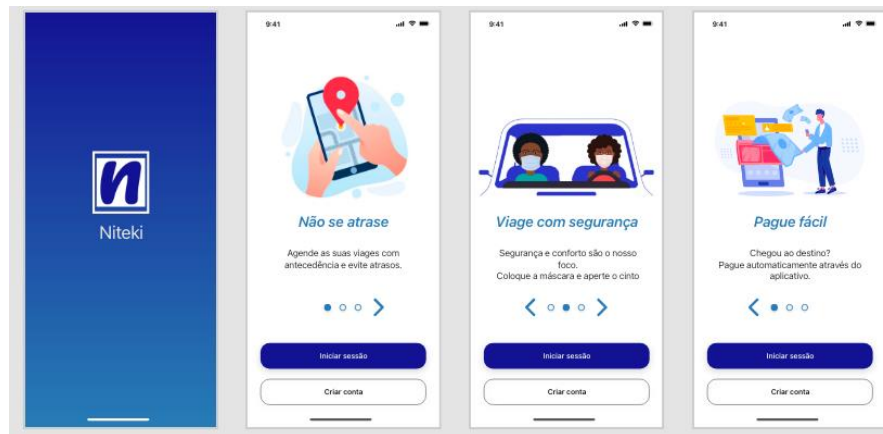 n
Niteki
9:41
Não se atrase
Agende as suas viages com
antecedência e evite atrasos.
Iniciar sessão
Criar conta
9:41
Viage com segurança
Segurança e conforto são o nosso
foco.
Coloque a máscara e aperte o cinto
Iniciar sessão
Criar conta
9:41
Pague fácil
Chegou ao destino?
Pague automaticamente através do
aplicativo.
Iniciar sessão
Criar conta